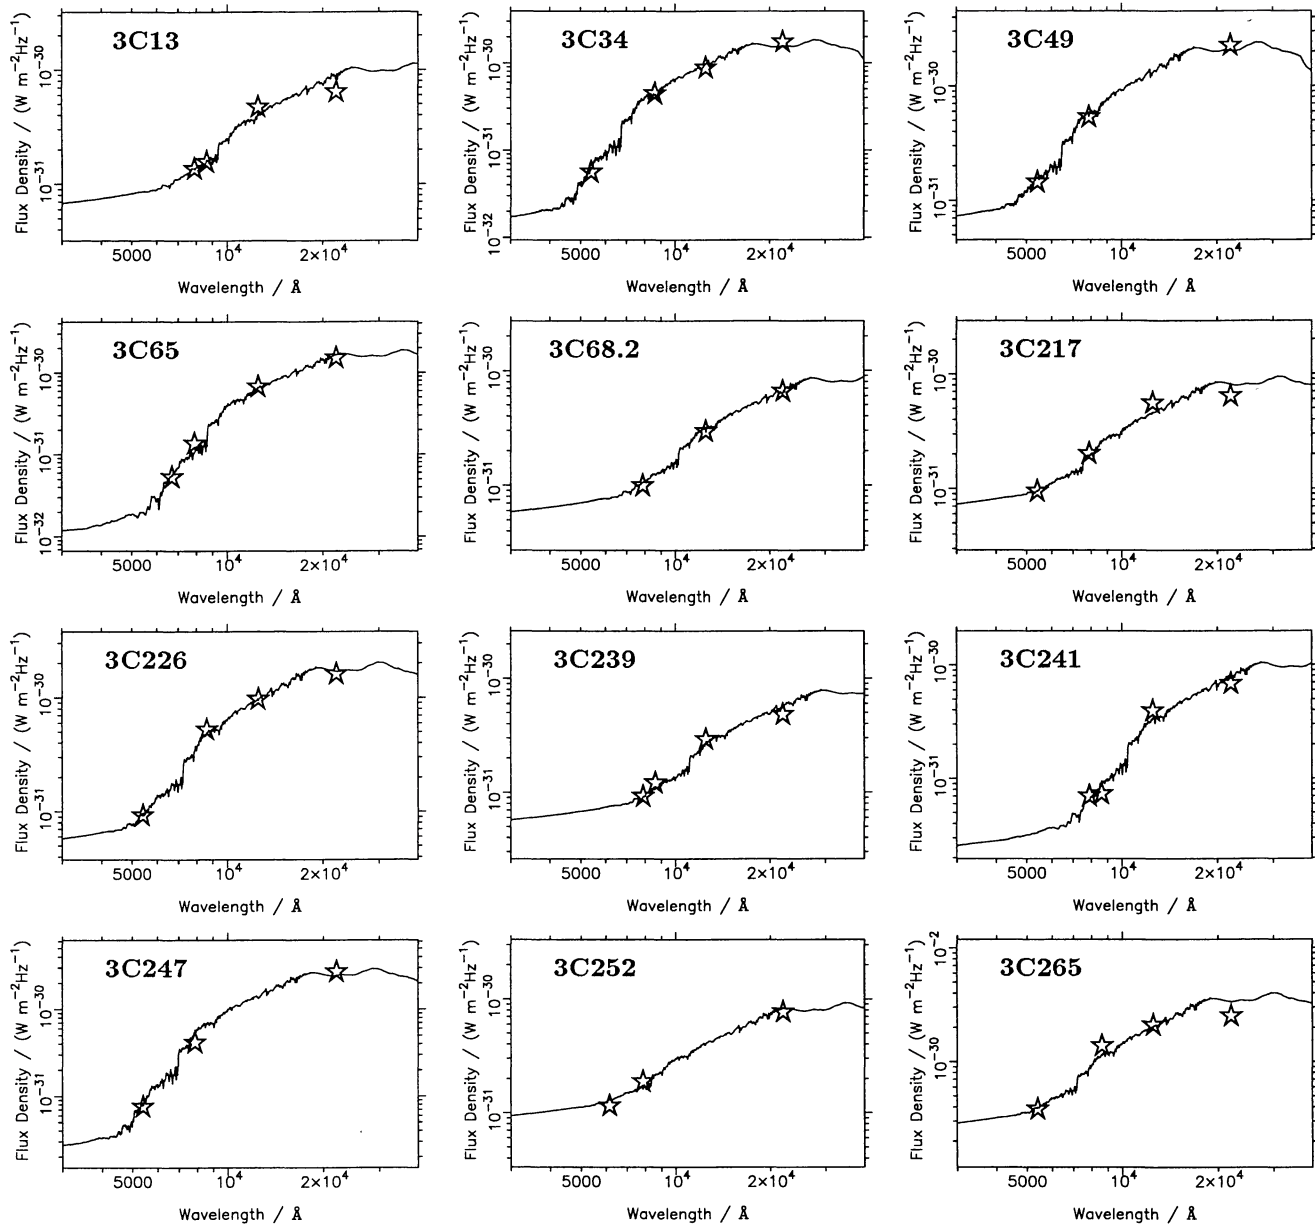 3C13
Flux Density / (W m⁻²Hz⁻¹)
10⁻³⁰
10⁻³¹
5000 10⁴ 2×10⁴
Wavelength / Å
3C34
Flux Density / (W m⁻²Hz⁻¹)
10⁻³⁰
10⁻³¹
10⁻³²
5000 10⁴ 2×10⁴
Wavelength / Å
3C49
Flux Density / (W m⁻²Hz⁻¹)
10⁻³⁰
10⁻³¹
5000 10⁴ 2×10⁴
Wavelength / Å
3C65
Flux Density / (W m⁻²Hz⁻¹)
10⁻³⁰
10⁻³¹
10⁻³²
5000 10⁴ 2×10⁴
Wavelength / Å
3C68.2
Flux Density / (W m⁻²Hz⁻¹)
10⁻³⁰
10⁻³¹
5000 10⁴ 2×10⁴
Wavelength / Å
3C217
Flux Density / (W m⁻²Hz⁻¹)
10⁻³⁰
10⁻³¹
5000 10⁴ 2×10⁴
Wavelength / Å
3C226
Flux Density / (W m⁻²Hz⁻¹)
10⁻³⁰
10⁻³¹
5000 10⁴ 2×10⁴
Wavelength / Å
3C239
Flux Density / (W m⁻²Hz⁻¹)
10⁻³⁰
10⁻³¹
5000 10⁴ 2×10⁴
Wavelength / Å
3C241
Flux Density / (W m⁻²Hz⁻¹)
10⁻³⁰
10⁻³¹
5000 10⁴ 2×10⁴
Wavelength / Å
3C247
Flux Density / (W m⁻²Hz⁻¹)
10⁻³⁰
10⁻³¹
5000 10⁴ 2×10⁴
Wavelength / Å
3C252
Flux Density / (W m⁻²Hz⁻¹)
10⁻³⁰
10⁻³¹
5000 10⁴ 2×10⁴
Wavelength / Å
3C265
Flux Density / (W m⁻²Hz⁻¹)
10⁻²
10⁻³⁰
5000 10⁴ 2×10⁴
Wavelength / Å